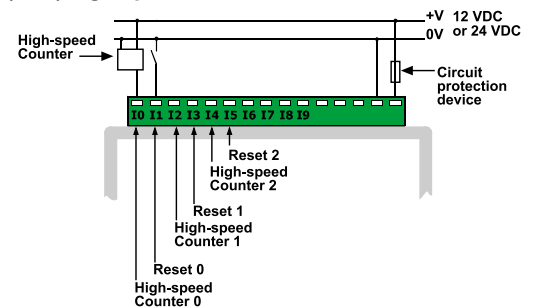 +V 12 VDC
0V or 24 VDC
High-speed
Counter
Circuit
protection
device
I0 I1 I2 I3 I4 I5 I6 I7 I8 I9
Reset 2
High-speed
Counter 2
Reset 1
High-speed
Counter 1
Reset 0
High-speed
Counter 0